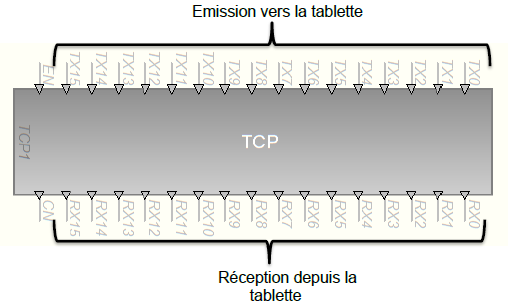 Emission vers la tablette
EN TX15 TX14 TX13 TX12 TX11 TX10 TX9 TX8 TX7 TX6 TX5 TX4 TX3 TX2 TX1 TX0
TCP1
TCP
CN RX15 RX14 RX13 RX12 RX11 RX10 RX9 RX8 RX7 RX6 RX5 RX4 RX3 RX2 RX1 RX0
Réception depuis la
tablette